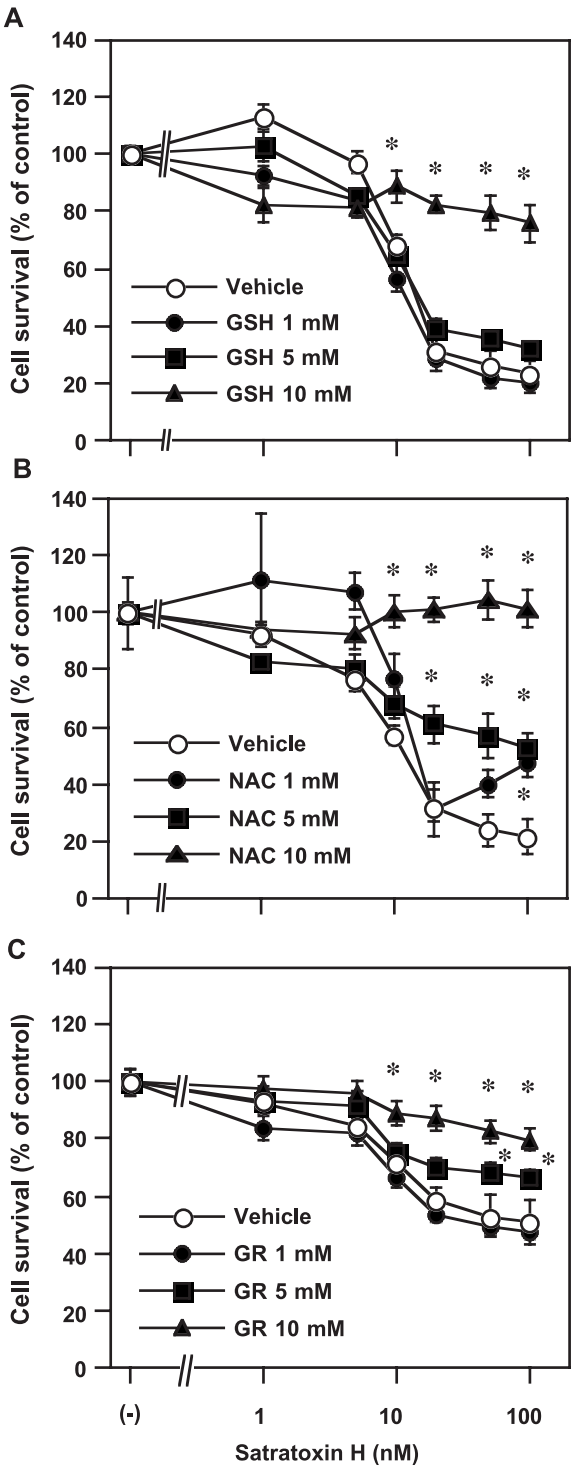 A
140
120
100
80
60
40
20
0
Cell survival (% of control)
* * * *
Vehicle
GSH 1 mM
GSH 5 mM
GSH 10 mM
B
140
120
100
80
60
40
20
0
Cell survival (% of control)
* * * *
* * *
*
Vehicle
NAC 1 mM
NAC 5 mM
NAC 10 mM
C
140
120
100
80
60
40
20
0
Cell survival (% of control)
* * * *
* *
Vehicle
GR 1 mM
GR 5 mM
GR 10 mM
(-) 1 10 100
Satratoxin H (nM)